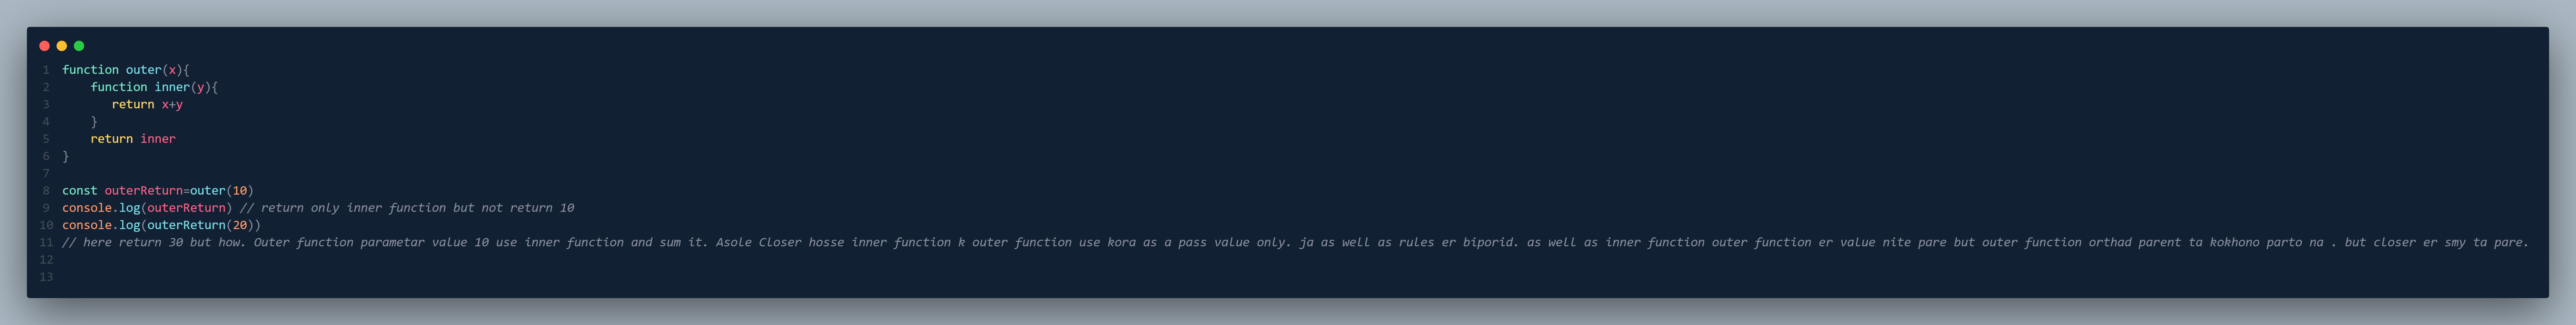 1 function outer(x){
2     function inner(y){
3        return x+y
4     }
5     return inner
6 }
7
8 const outerReturn=outer(10)
9 console.log(outerReturn) // return only inner function but not return 10
10 console.log(outerReturn(20))
11 // here return 30 but how. Outer function parametar value 10 use inner function and sum it. Asole Closer hosse inner function k outer function use kora as a pass value only. ja as well as rules er biporid. as well as inner function outer function er value nite pare but outer function orthad parent ta kokhono parto na . but closer er smy ta pare.
12
13